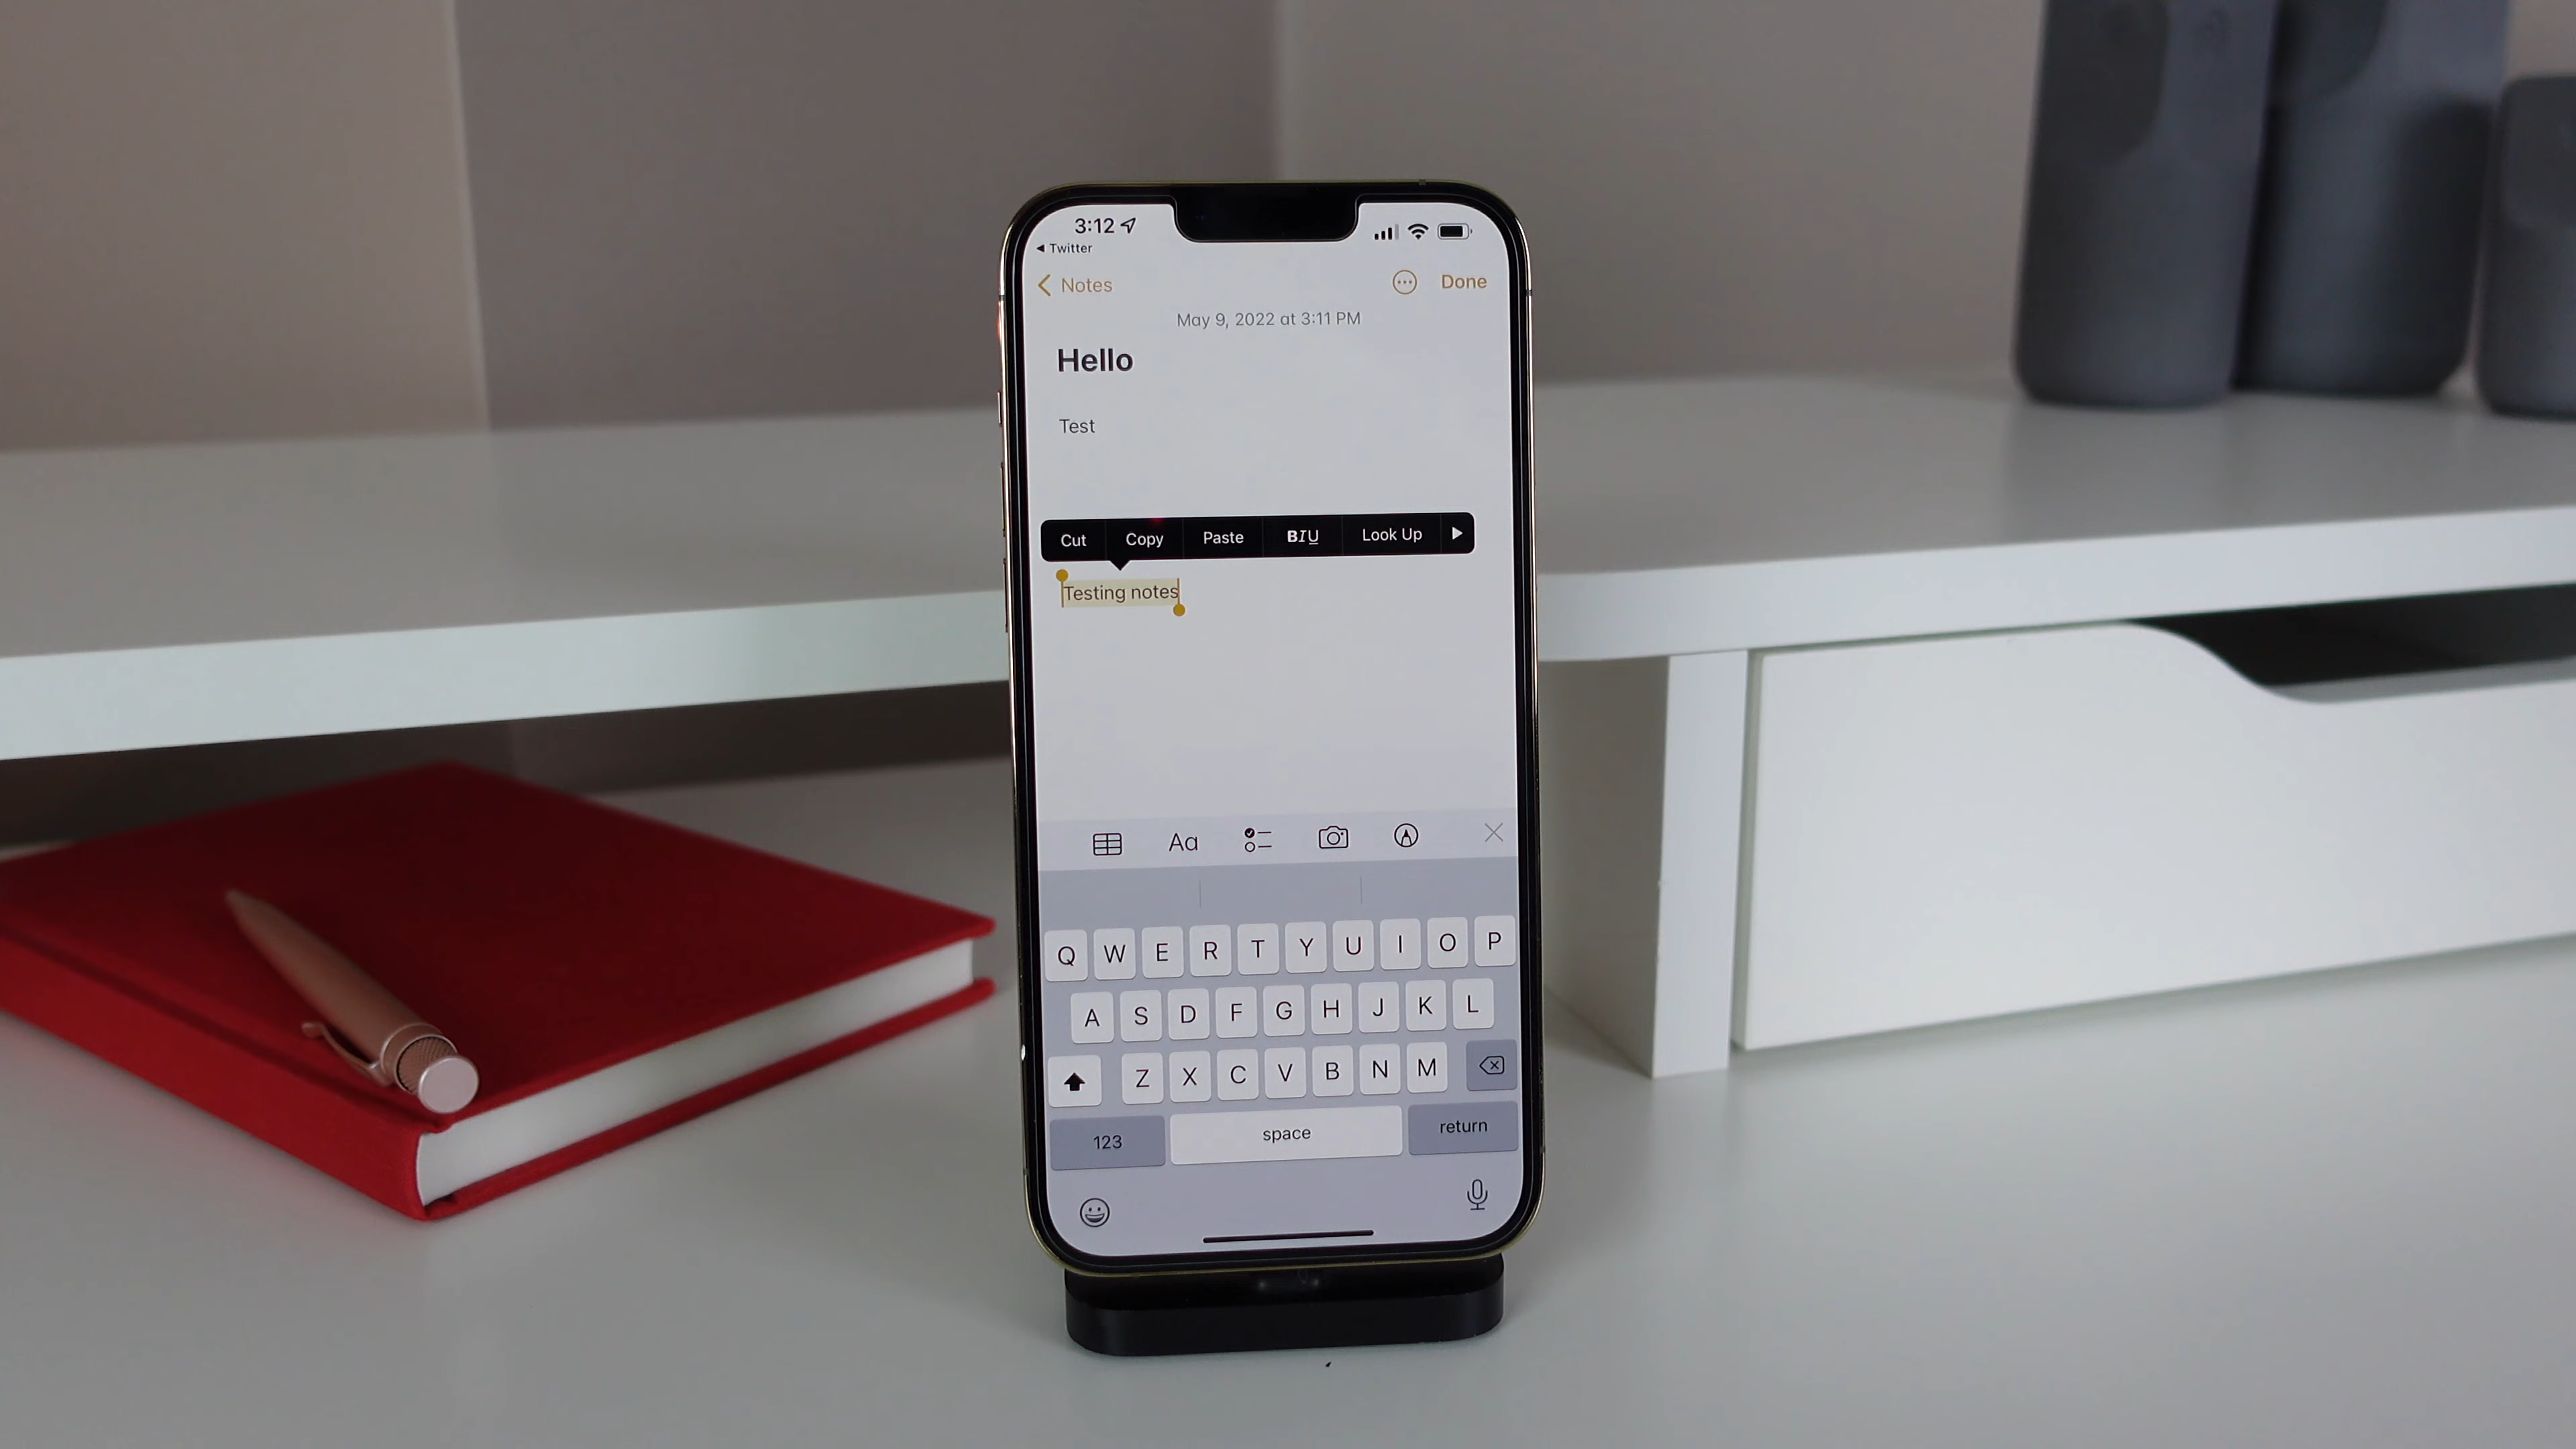 3:12
Twitter
Notes
Done
May 9, 2022 at 3:11 PM
Hello
Test
Cut Copy Paste BIU Look Up
Testing notes
Aa
Q W E R T Y U I O P
A S D F G H J K L
Z X C V B N M
123 space return